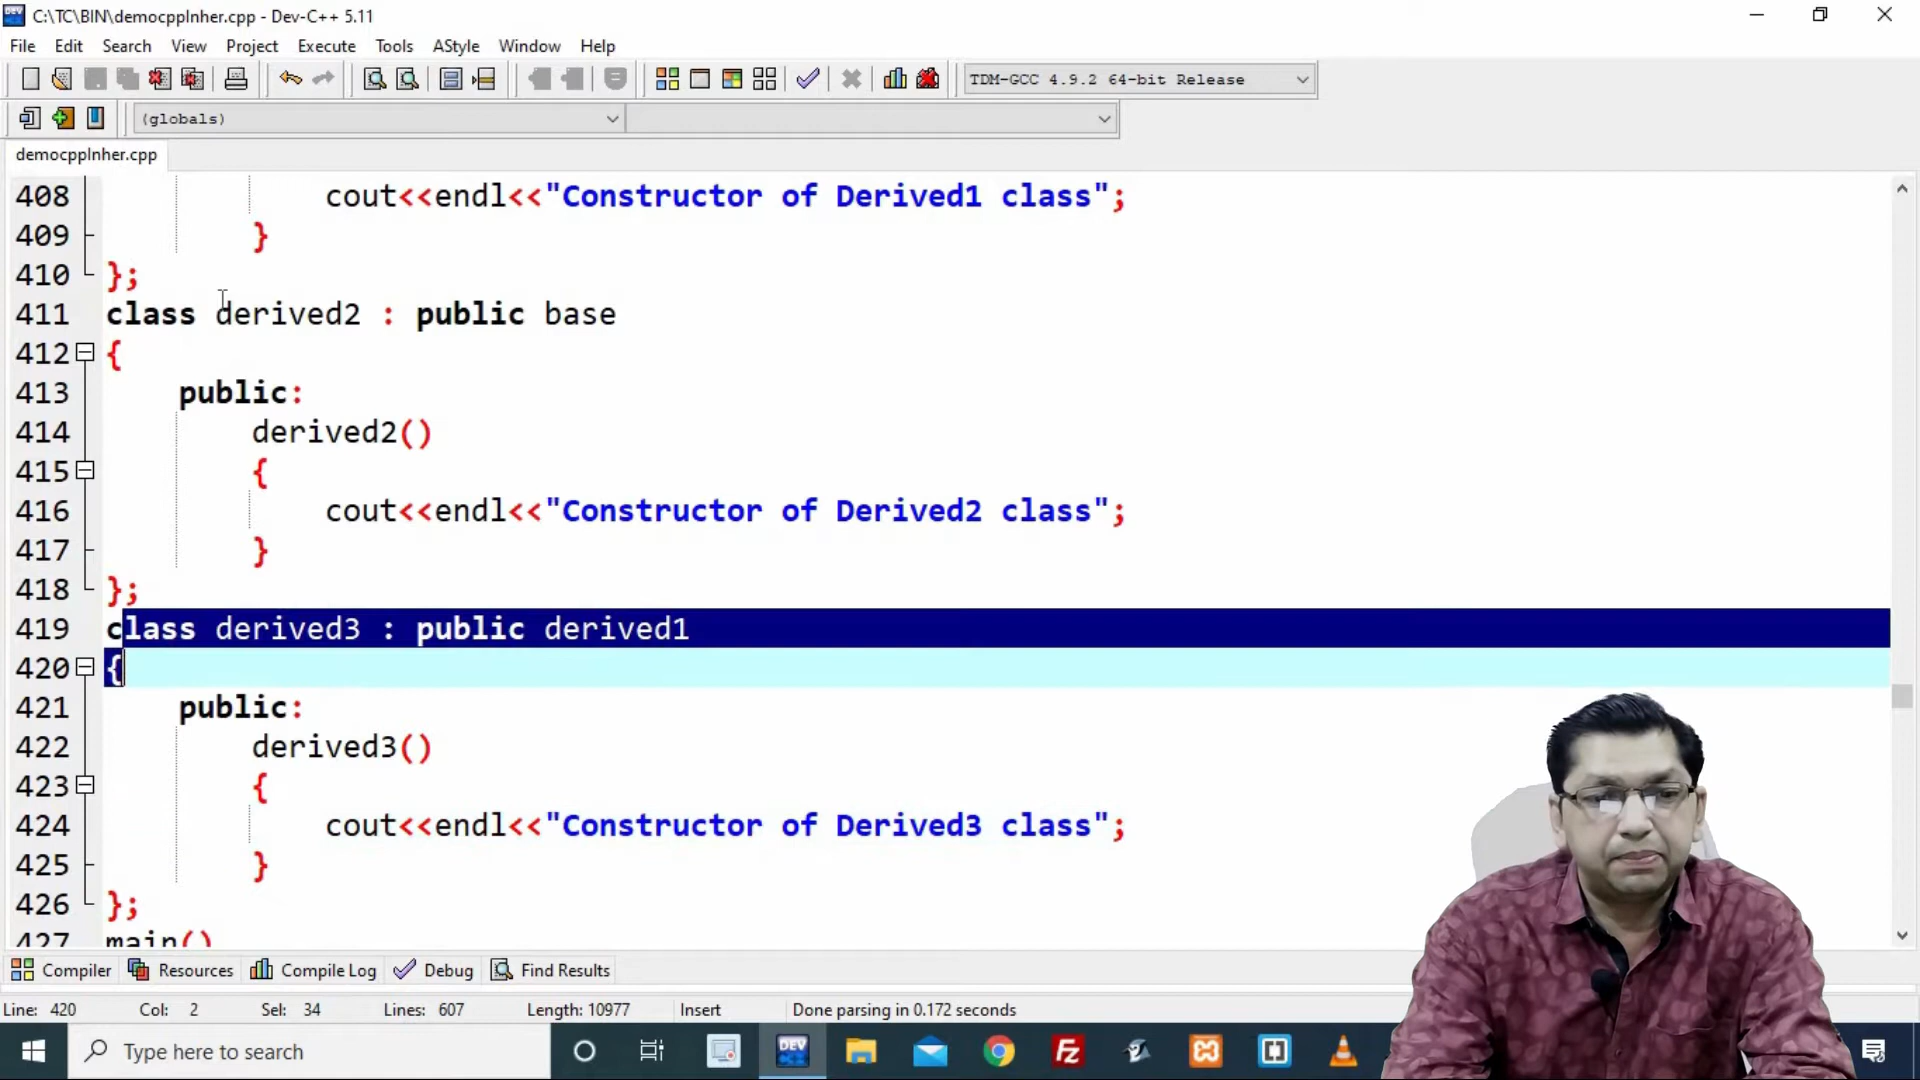 C:\TC\BIN\democppInher.cpp - Dev-C++ 5.11
File Edit Search View Project Execute Tools AStyle Window Help
TDM-GCC 4.9.2 64-bit Release
(globals)
democppInher.cpp
408 cout<<endl<<"Constructor of Derived1 class";
409 }
410 };
411 class derived2 : public base
412 {
413 public:
414 derived2()
415 {
416 cout<<endl<<"Constructor of Derived2 class";
417 }
418 };
419 class derived3 : public derived1
420 {
421 public:
422 derived3()
423 {
424 cout<<endl<<"Constructor of Derived3 class";
425 }
426 };
427 main()
Compiler Resources Compile Log Debug Find Results
Line: 420 Col: 2 Sel: 34 Lines: 607 Length: 10977 Insert Done parsing in 0.172 seconds
Type here to search DEV Fz